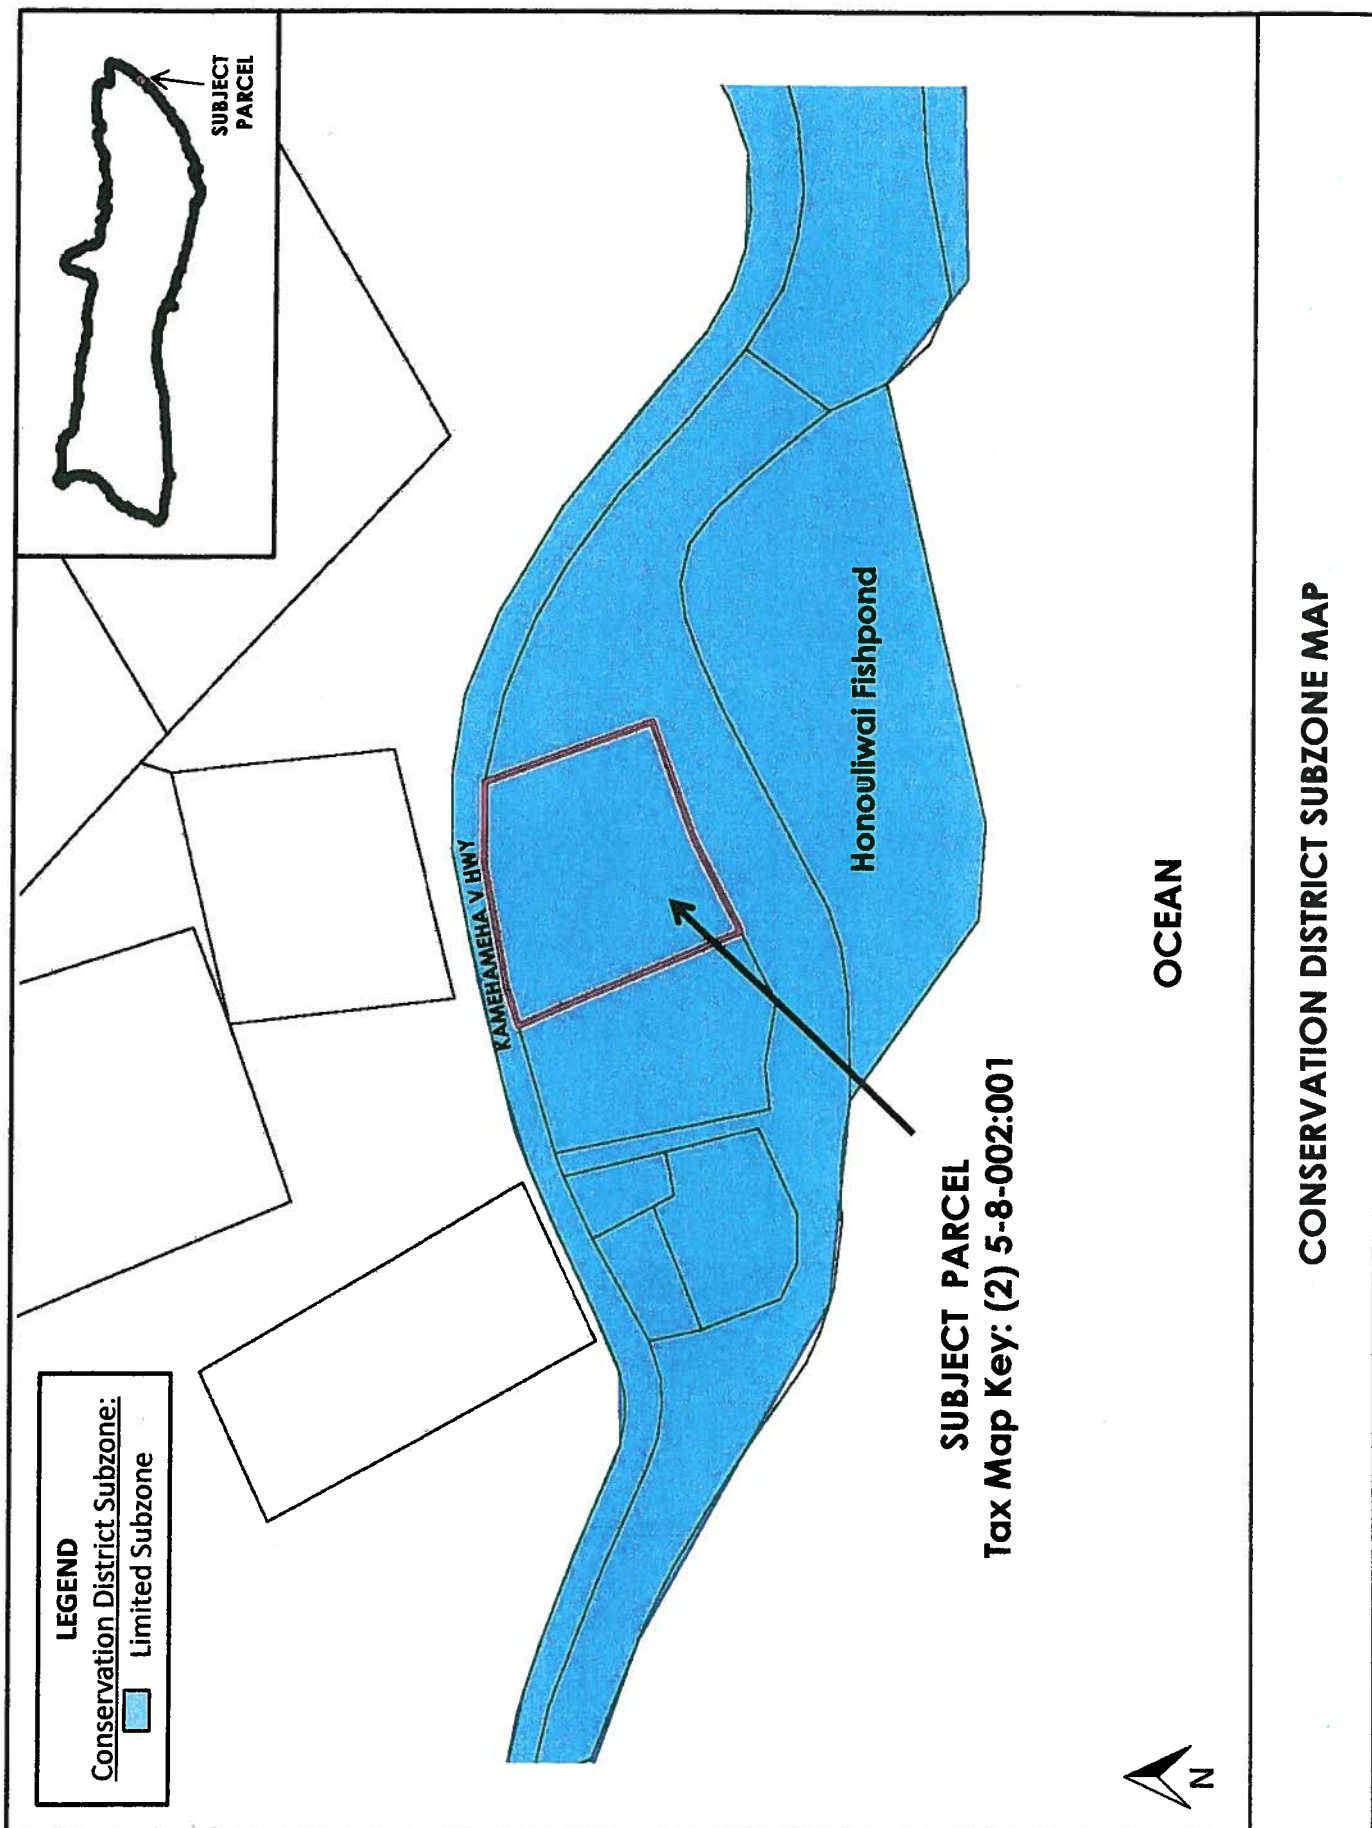 LEGEND
Conservation District Subzone:
Limited Subzone
SUBJECT
PARCEL
KAMEHAMEHA V HWY
Honouliwai Fishpond
SUBJECT PARCEL
Tax Map Key: (2) 5-8-002:001
OCEAN
N
CONSERVATION DISTRICT SUBZONE MAP